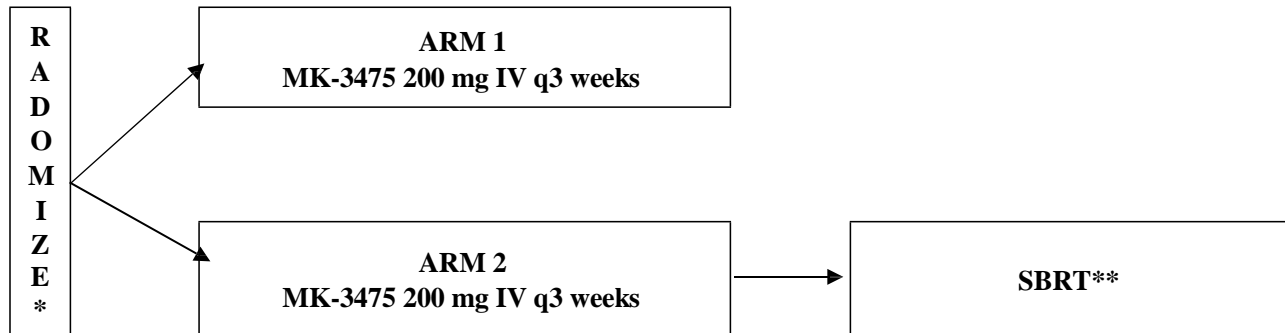 RADOMIZE*
ARM 1
MK-3475 200 mg IV q3 weeks
ARM 2
MK-3475 200 mg IV q3 weeks
SBRT**